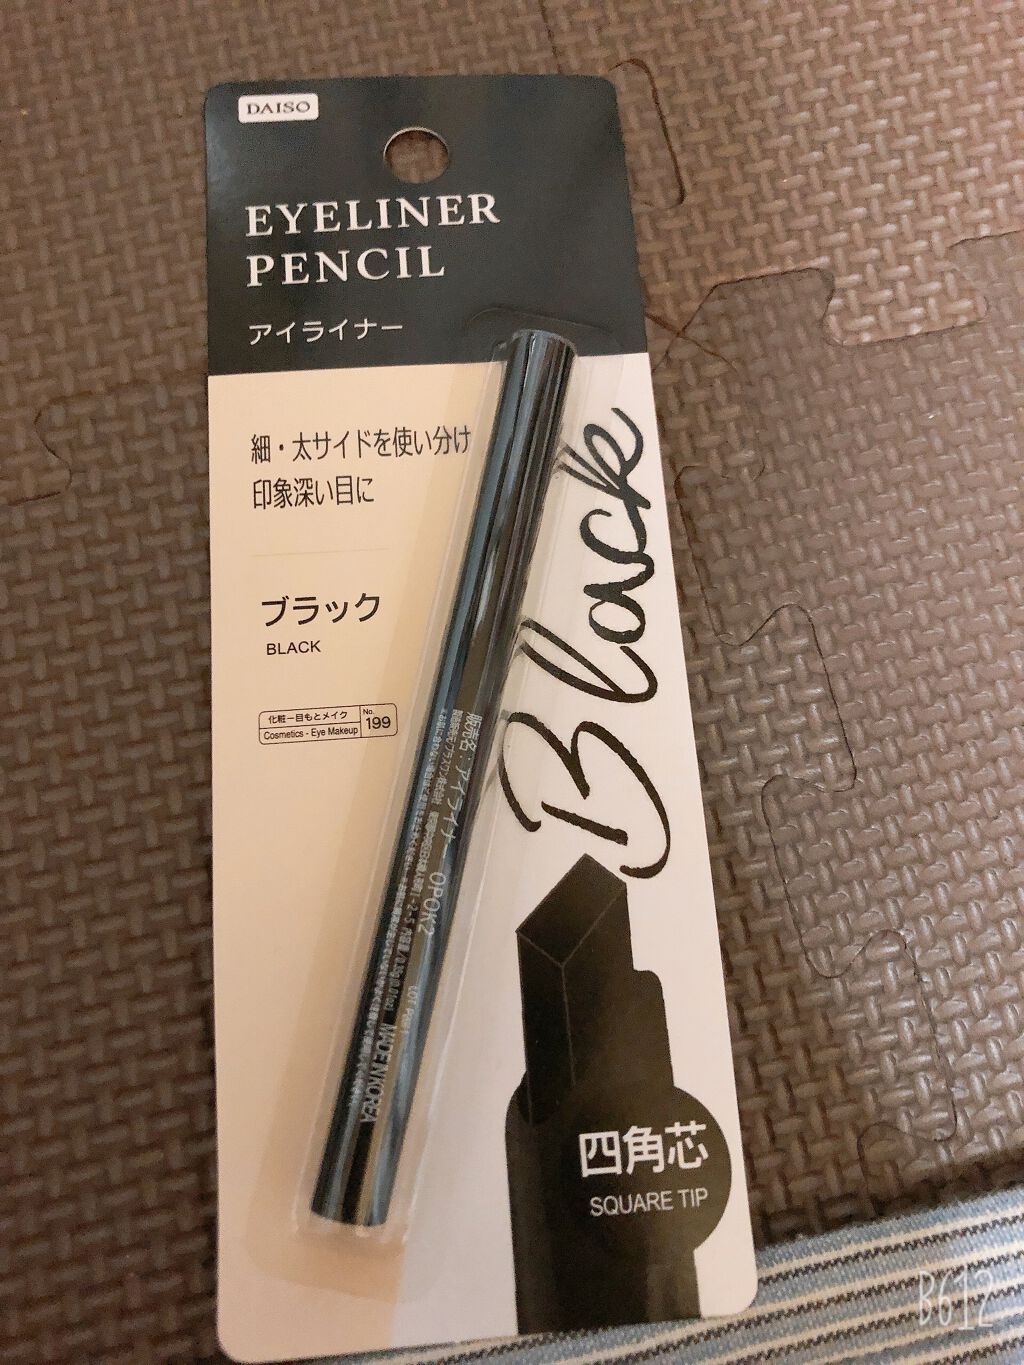 DAISO
EYELINER
PENCIL
アイライナー
細・太サイドを使い分け
印象深い目に
ブラック
BLACK
化粧ー目もとメイク
Cosmetics - Eye Makeup
No.
199
Black
販売名：アイライナー OPOK2
MADE IN KOREA
四角芯
SQUARE TIP
B612